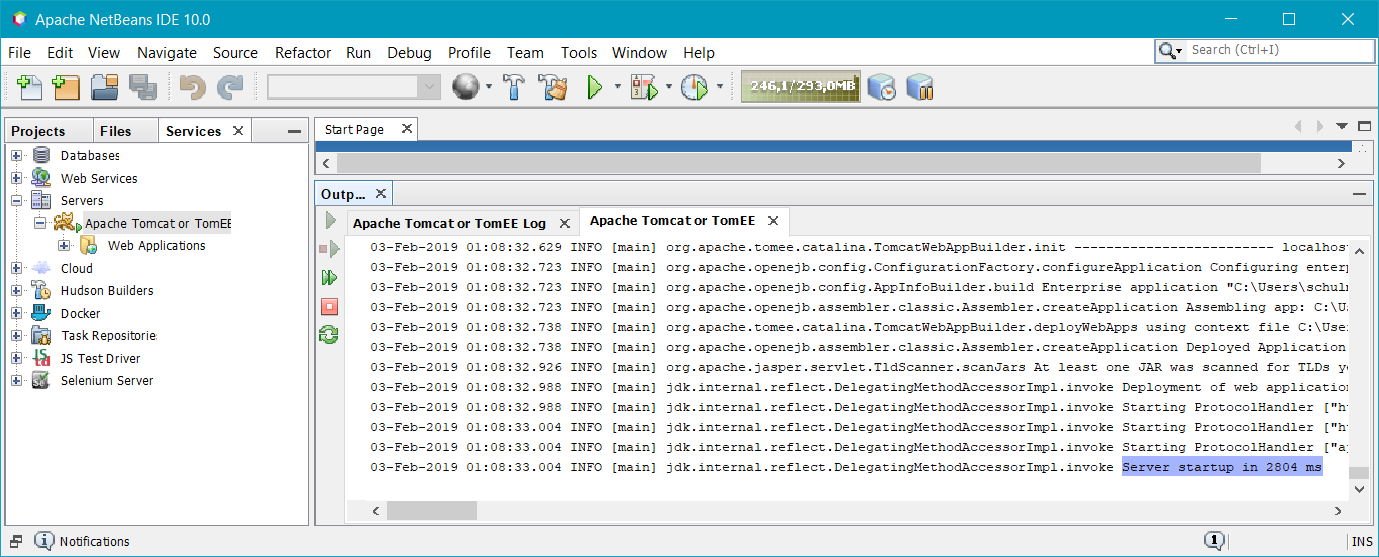 Apache NetBeans IDE 10.0
File Edit View Navigate Source Refactor Run Debug Profile Team Tools Window Help
Search (Ctrl+I)
246,1/293,0MB
Projects Files Services
Databases
Web Services
Servers
Apache Tomcat or TomEE
Web Applications
Cloud
Hudson Builders
Docker
Task Repositories
JS Test Driver
Selenium Server
Start Page
Outp...
Apache Tomcat or TomEE Log Apache Tomcat or TomEE
03-Feb-2019 01:08:32.629 INFO [main] org.apache.tomee.catalina.TomcatWebAppBuilder.init ------------------------- localhost
03-Feb-2019 01:08:32.723 INFO [main] org.apache.openejb.config.ConfigurationFactory.configureApplication Configuring enterp
03-Feb-2019 01:08:32.723 INFO [main] org.apache.openejb.config.AppInfoBuilder.build Enterprise application "C:\Users\schulm
03-Feb-2019 01:08:32.723 INFO [main] org.apache.openejb.assembler.classic.Assembler.createApplication Assembling app: C:\Us
03-Feb-2019 01:08:32.738 INFO [main] org.apache.tomee.catalina.TomcatWebAppBuilder.deployWebApps using context file C:\User
03-Feb-2019 01:08:32.738 INFO [main] org.apache.openejb.assembler.classic.Assembler.createApplication Deployed Application
03-Feb-2019 01:08:32.926 INFO [main] org.apache.jasper.servlet.TldScanner.scanJars At least one JAR was scanned for TLDs ye
03-Feb-2019 01:08:32.988 INFO [main] jdk.internal.reflect.DelegatingMethodAccessorImpl.invoke Deployment of web application
03-Feb-2019 01:08:32.988 INFO [main] jdk.internal.reflect.DelegatingMethodAccessorImpl.invoke Starting ProtocolHandler ["ht
03-Feb-2019 01:08:33.004 INFO [main] jdk.internal.reflect.DelegatingMethodAccessorImpl.invoke Starting ProtocolHandler ["ht
03-Feb-2019 01:08:33.004 INFO [main] jdk.internal.reflect.DelegatingMethodAccessorImpl.invoke Starting ProtocolHandler ["aj
03-Feb-2019 01:08:33.004 INFO [main] jdk.internal.reflect.DelegatingMethodAccessorImpl.invoke Server startup in 2804 ms
Notifications
1
INS